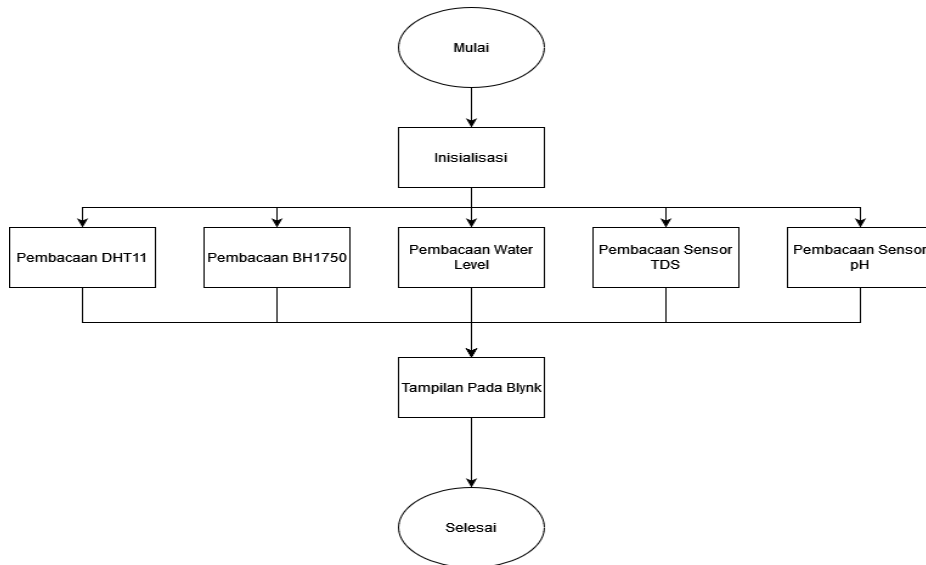 Mulai
Inisialisasi
Pembacaan DHT11
Pembacaan BH1750
Pembacaan Water
Level
Pembacaan Sensor
TDS
Pembacaan Sensor
pH
Tampilan Pada Blynk
Selesai